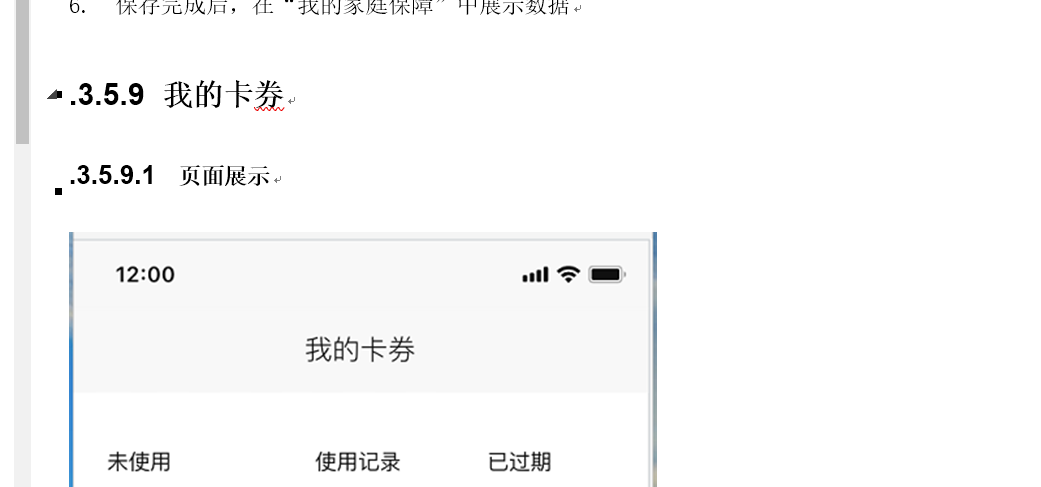 6. 保存完成后，在“我的家庭保障”中展示数据
.3.5.9 我的卡券
.3.5.9.1 页面展示
12:00
我的卡券
未使用 使用记录 已过期